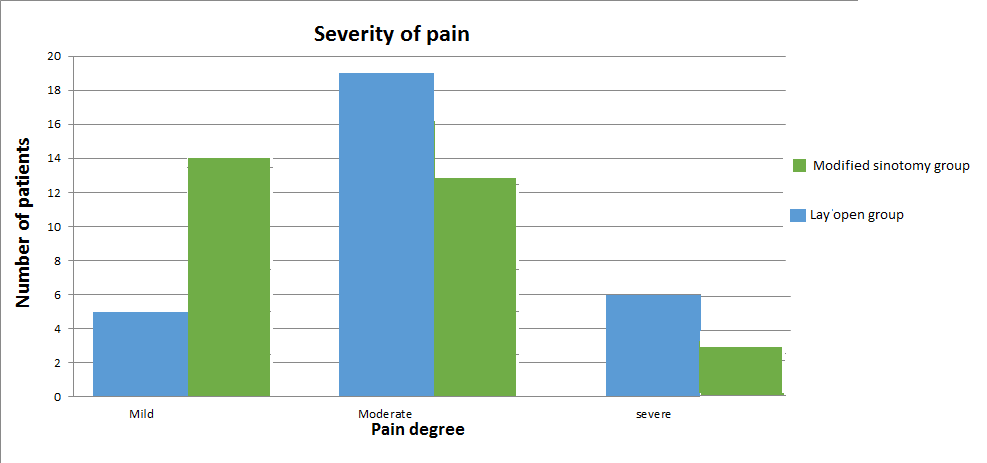 Severity of pain
Number of patients
20
18
16
14
12
10
8
6
4
2
0
Mild
Moderate
severe
Pain degree
Modified sinotomy group
Lay open group